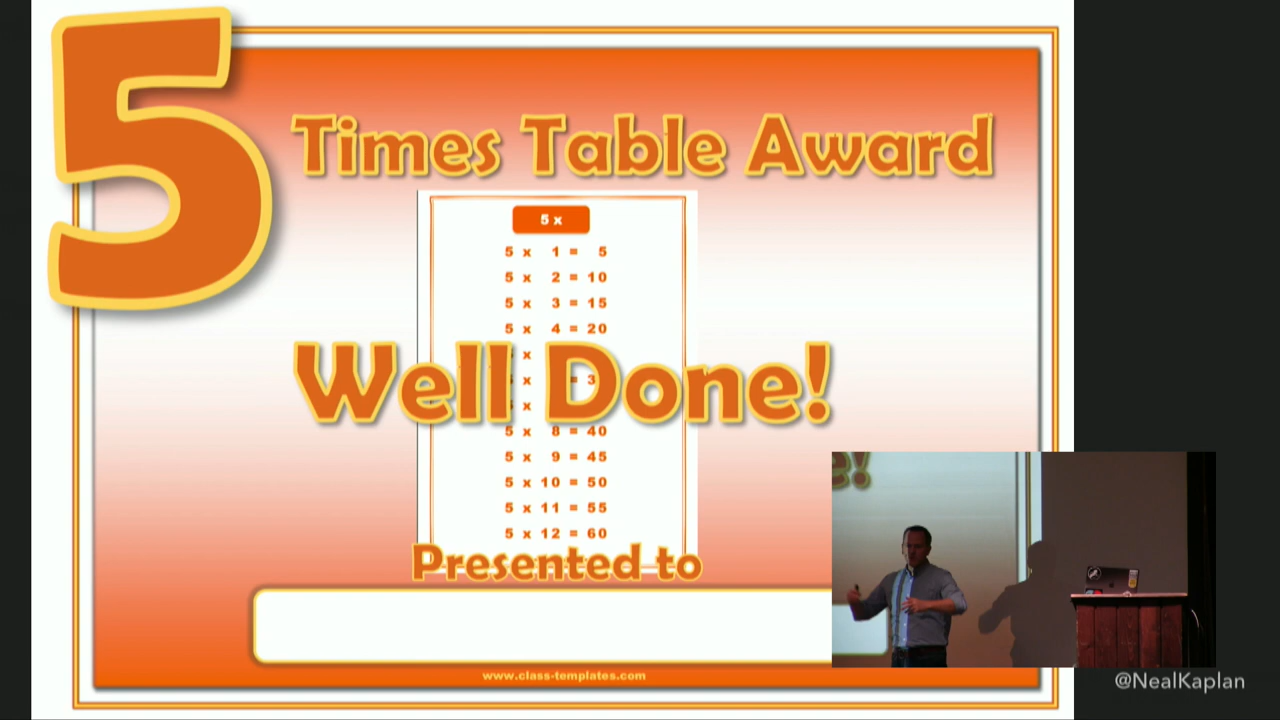 5
Times Table Award
5 x
5 x 1 = 5
5 x 2 = 10
5 x 3 = 15
5 x 4 = 20
x
x = 3
x
Well Done!
5 x 8 = 40
5 x 9 = 45
5 x 10 = 50
5 x 11 = 55
5 x 12 = 60
Presented to
www.class-templates.com
e!
@NealKaplan